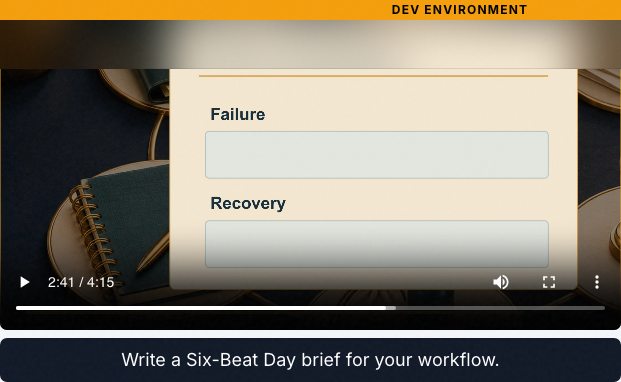 DEV ENVIRONMENT
Failure
Recovery
2:41 / 4:15
Write a Six-Beat Day brief for your workflow.